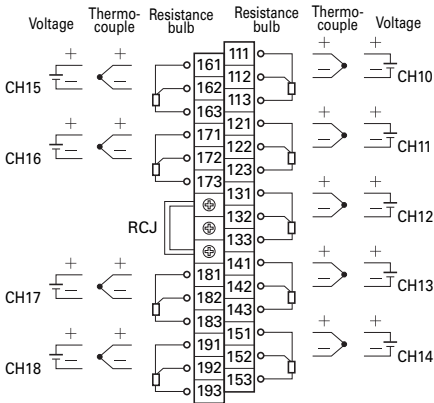 Voltage Thermo-couple Resistance bulb Resistance bulb Thermo-couple Voltage
CH15 + − + − 161 162 163
CH16 + − + − 171 172 173
RCJ
CH17 + − + − 181 182 183
CH18 + − + − 191 192 193
111 112 113 + − + − CH10
121 122 123 + − + − CH11
131 132 133 + − + − CH12
141 142 143 + − + − CH13
151 152 153 + − + − CH14